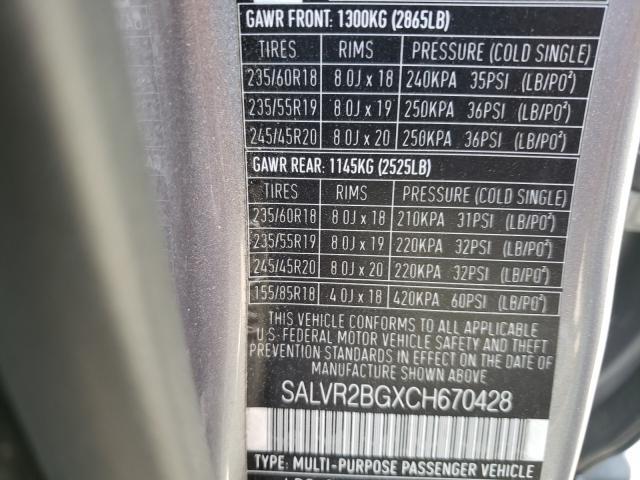 GAWR FRONT: 1300KG (2865LB)
TIRES RIMS PRESSURE (COLD SINGLE)
235/60R18 8.0J x 18 240KPA 35PSI (LB/PO²)
235/55R19 8.0J x 19 250KPA 36PSI (LB/PO²)
245/45R20 8.0J x 20 250KPA 36PSI (LB/PO²)
GAWR REAR: 1145KG (2525LB)
TIRES RIMS PRESSURE (COLD SINGLE)
235/60R18 8.0J x 18 210KPA 31PSI (LB/PO²)
235/55R19 8.0J x 19 220KPA 32PSI (LB/PO²)
245/45R20 8.0J x 20 220KPA 32PSI (LB/PO²)
155/85R18 4.0J x 18 420KPA 60PSI (LB/PO²)
THIS VEHICLE CONFORMS TO ALL APPLICABLE
U.S. FEDERAL MOTOR VEHICLE SAFETY AND THEFT
PREVENTION STANDARDS IN EFFECT ON THE DATE OF
MANUFACTURE SHOWN ABOVE.
SALVR2BGXCH670428
TYPE: MULTI-PURPOSE PASSENGER VEHICLE